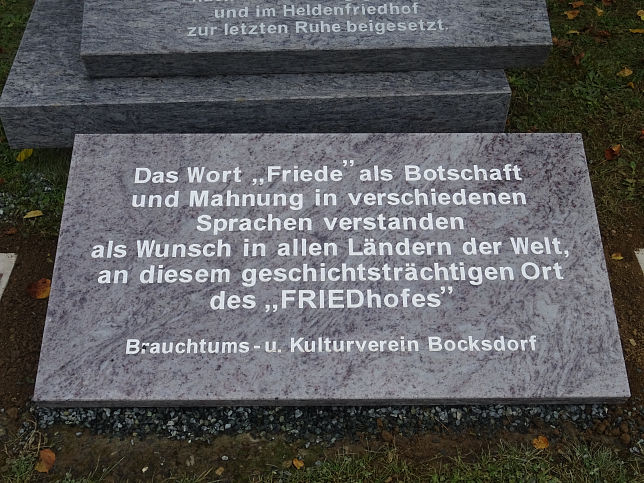 und im Heldenfriedhof
zur letzten Ruhe beigesetzt.
Das Wort „Friede” als Botschaft
und Mahnung in verschiedenen
Sprachen verstanden
als Wunsch in allen Ländern der Welt,
an diesem geschichtsträchtigen Ort
des „FRIEDhofes”
Brauchtums-u. Kulturverein Bocksdorf